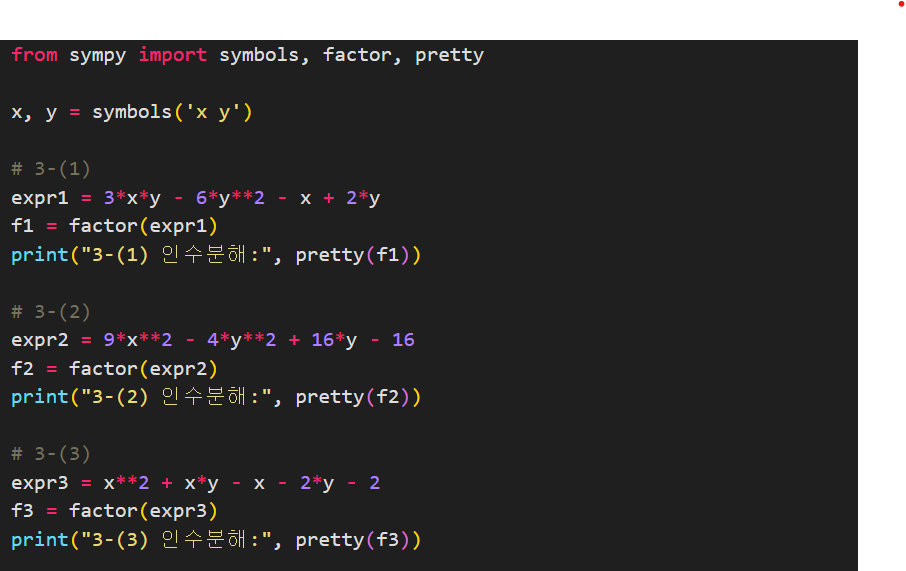 from sympy import symbols, factor, pretty
x, y = symbols('x y')
# 3-(1)
expr1 = 3*x*y - 6*y**2 - x + 2*y
f1 = factor(expr1)
print("3-(1) 인수분해:", pretty(f1))
# 3-(2)
expr2 = 9*x**2 - 4*y**2 + 16*y - 16
f2 = factor(expr2)
print("3-(2) 인수분해:", pretty(f2))
# 3-(3)
expr3 = x**2 + x*y - x - 2*y - 2
f3 = factor(expr3)
print("3-(3) 인수분해:", pretty(f3))